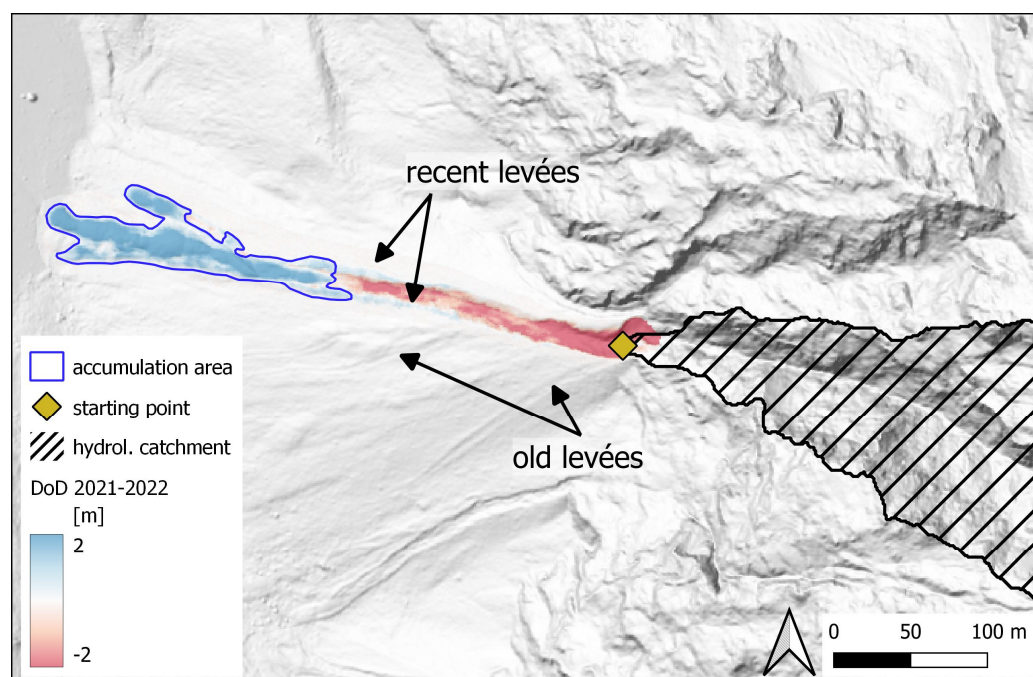 recent levées
old levées
accumulation area
starting point
hydrol. catchment
DoD 2021-2022
[m]
2
-2
0 50 100 m